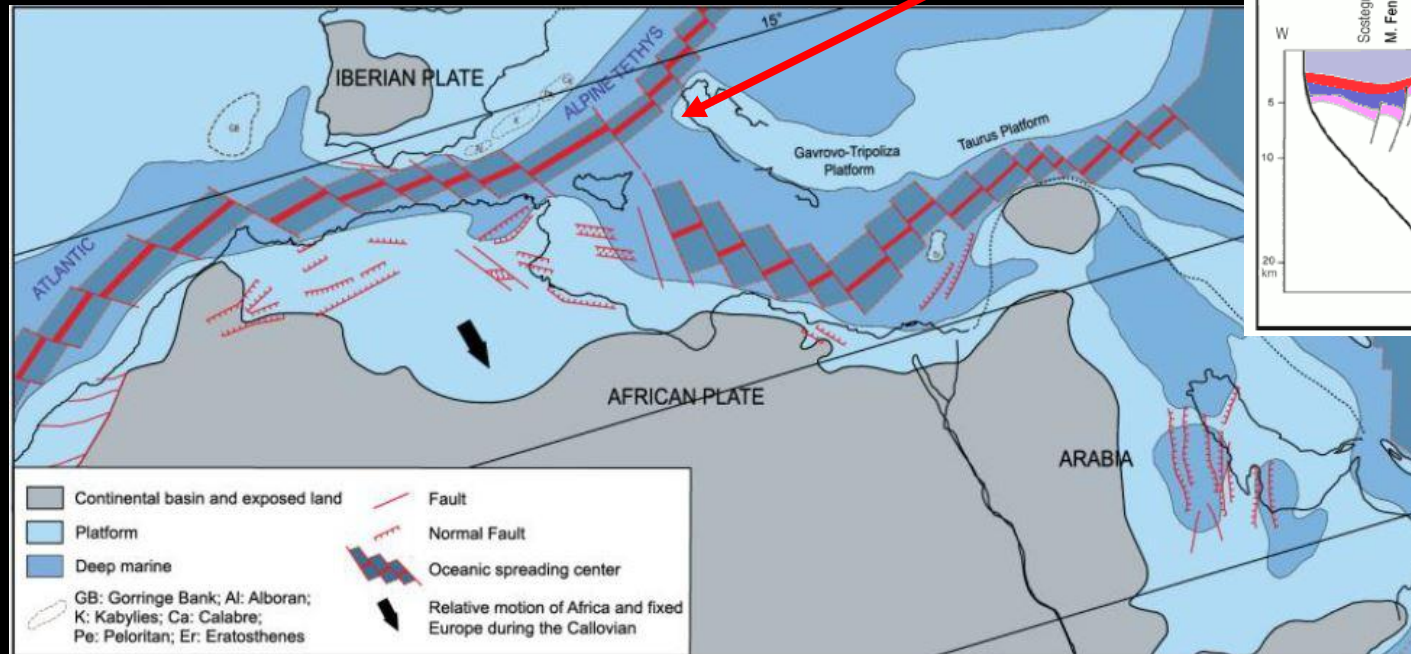 15°
IBERIAN PLATE
ALPINE TETHYS
GB
Gavrovo-Tripoliza
Platform
Taurus Platform
ATLANTIC
AFRICAN PLATE
ARABIA
Continental basin and exposed land
Platform
Deep marine
GB: Gorringe Bank; Al: Alboran;
K: Kabylies; Ca: Calabre;
Pe: Peloritan; Er: Eratosthenes
Fault
Normal Fault
Oceanic spreading center
Relative motion of Africa and fixed
Europe during the Callovian
W
5
10
20
km